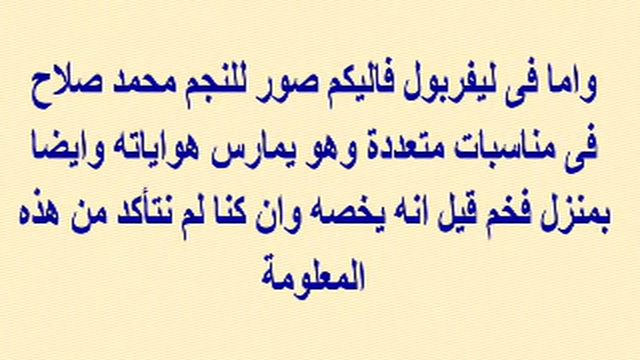 واما فى ليفربول فاليكم صور للنجم محمد صلاح
فى مناسبات متعددة وهو يمارس هواياته وايضا
بمنزل فخم قيل انه يخصه وان كنا لم نتأكد من هذه
المعلومة